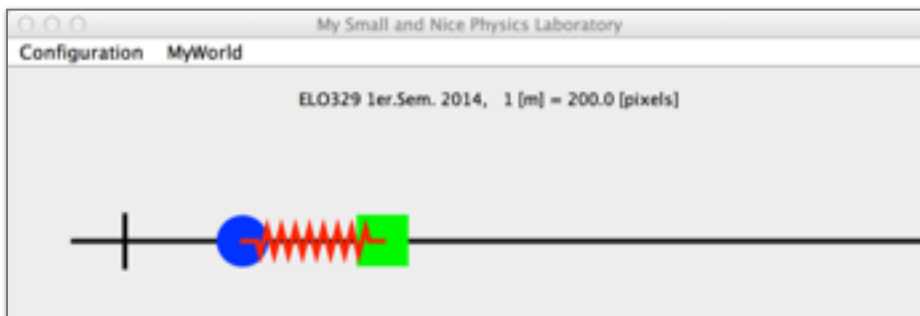 My Small and Nice Physics Laboratory
Configuration MyWorld
ELO329 1er.Sem. 2014, 1 [m] = 200.0 [pixels]